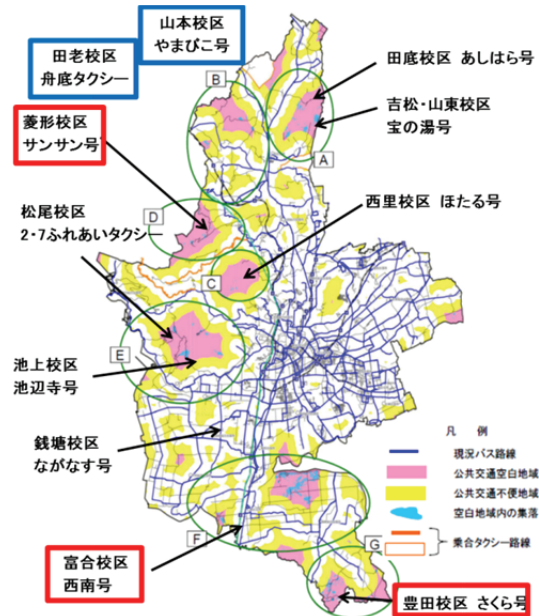 山本校区
やまびこ号
田老校区
舟底タクシー
田底校区 あしはら号
B
吉松・山東校区
宝の湯号
菱形校区
サンサン号
A
松尾校区
2・7ふれあいタクシー
D
西里校区 ほたる号
C
E
池上校区
池辺寺号
銭塘校区
ながなす号
凡 例
現況バス路線
公共交通空白地域
公共交通不便地域
空白地域内の集落
乗合タクシー路線
F
G
富合校区
西南号
豊田校区 さくら号